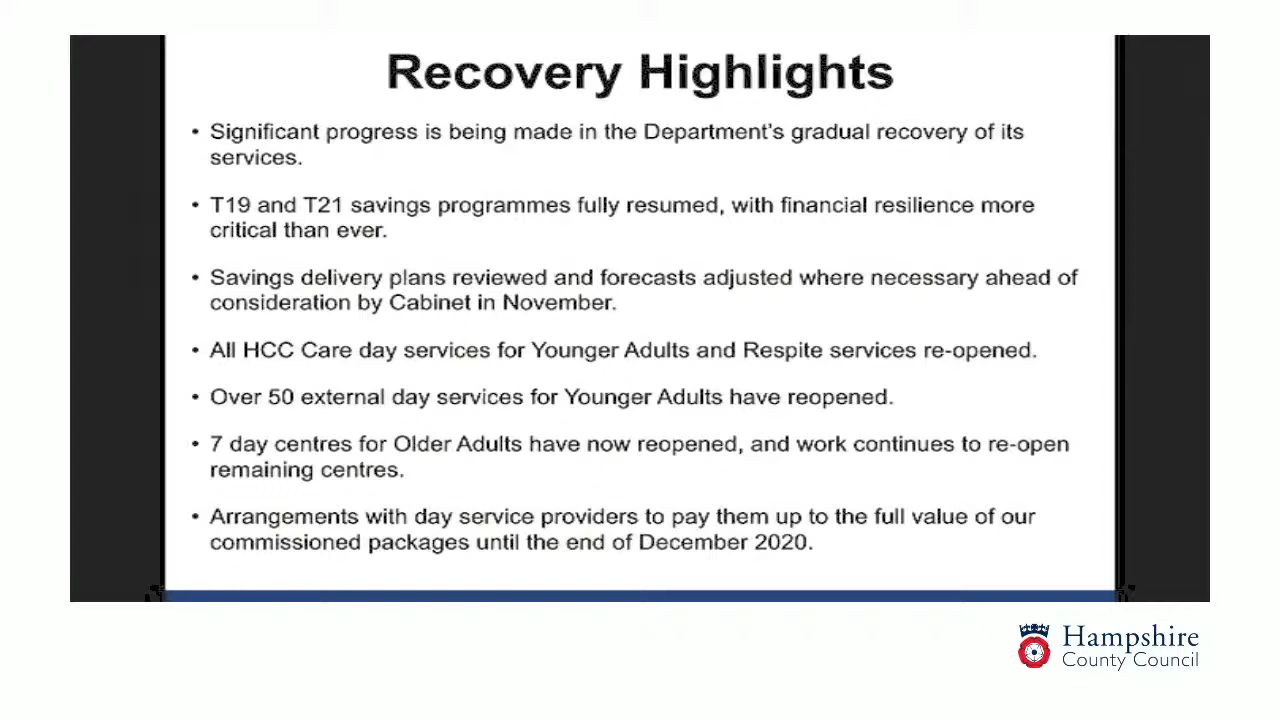 Recovery Highlights
• Significant progress is being made in the Department's gradual recovery of its
services.
• T19 and T21 savings programmes fully resumed, with financial resilience more
critical than ever.
• Savings delivery plans reviewed and forecasts adjusted where necessary ahead of
consideration by Cabinet in November.
• All HCC Care day services for Younger Adults and Respite services re-opened.
• Over 50 external day services for Younger Adults have reopened.
• 7 day centres for Older Adults have now reopened, and work continues to re-open
remaining centres.
• Arrangements with day service providers to pay them up to the full value of our
commissioned packages until the end of December 2020.
Hampshire
County Council